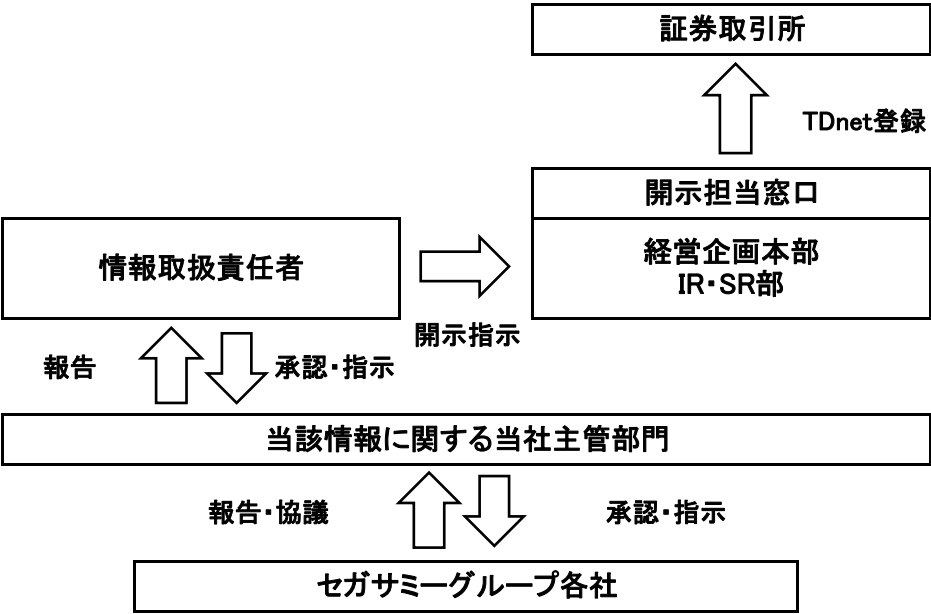 証券取引所
TDnet登録
開示担当窓口
経営企画本部
IR・SR部
情報取扱責任者
開示指示
報告
承認・指示
当該情報に関する当社主管部門
報告・協議
承認・指示
セガサミーグループ各社